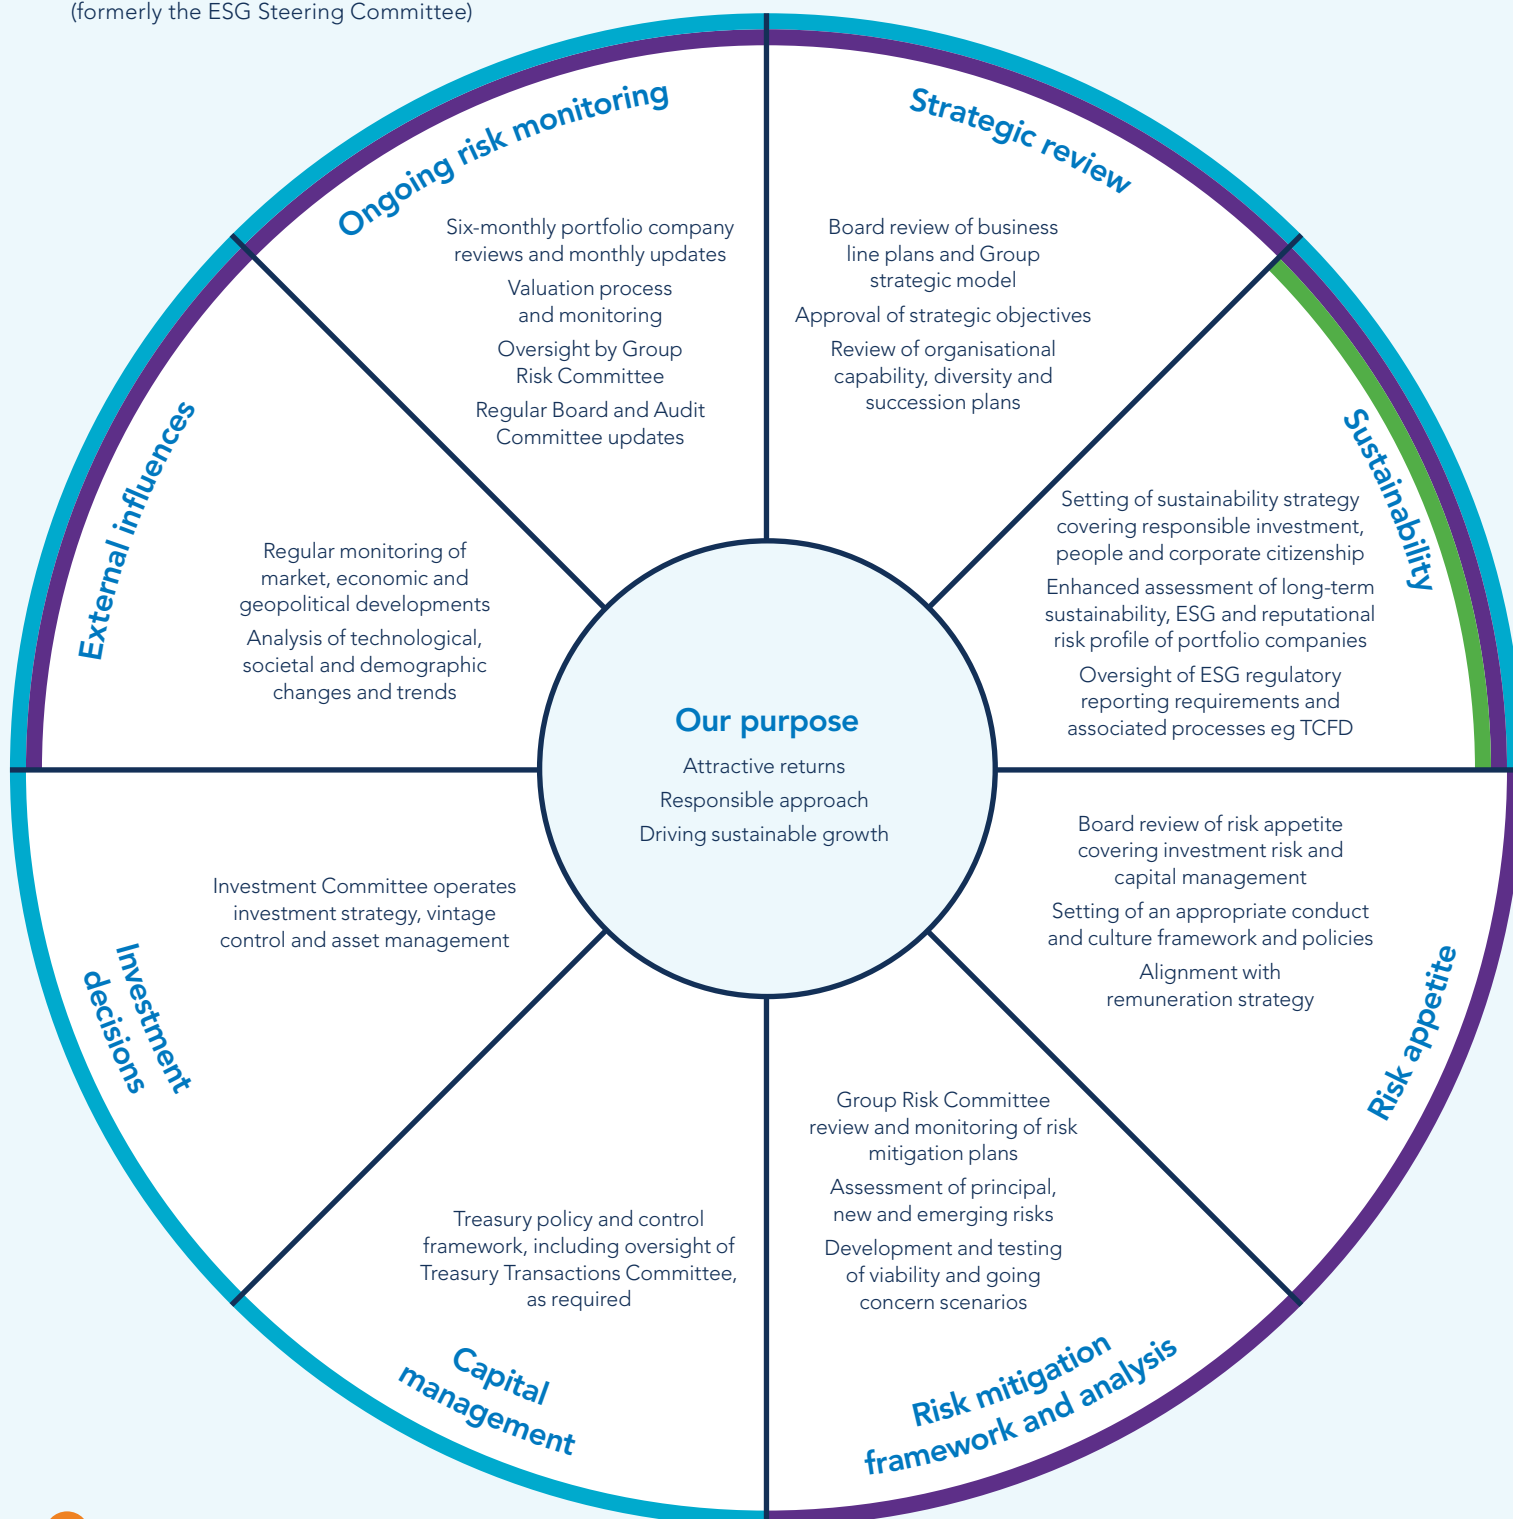 (formerly the ESG Steering Committee)
Ongoing risk monitoring
Six-monthly portfolio company
reviews and monthly updates
Valuation process
and monitoring
Oversight by Group
Risk Committee
Regular Board and Audit
Committee updates
Strategic review
Board review of business
line plans and Group
strategic model
Approval of strategic objectives
Review of organisational
capability, diversity and
succession plans
Sustainability
Setting of sustainability strategy
covering responsible investment,
people and corporate citizenship
Enhanced assessment of long-term
sustainability, ESG and reputational
risk profile of portfolio companies
Oversight of ESG regulatory
reporting requirements and
associated processes eg TCFD
External influences
Regular monitoring of
market, economic and
geopolitical developments
Analysis of technological,
societal and demographic
changes and trends
Our purpose
Attractive returns
Responsible approach
Driving sustainable growth
Risk appetite
Board review of risk appetite
covering investment risk and
capital management
Setting of an appropriate conduct
and culture framework and policies
Alignment with
remuneration strategy
Investment
decisions
Investment Committee operates
investment strategy, vintage
control and asset management
Risk mitigation
framework and analysis
Group Risk Committee
review and monitoring of risk
mitigation plans
Assessment of principal,
new and emerging risks
Development and testing
of viability and going
concern scenarios
Capital
management
Treasury policy and control
framework, including oversight of
Treasury Transactions Committee,
as required